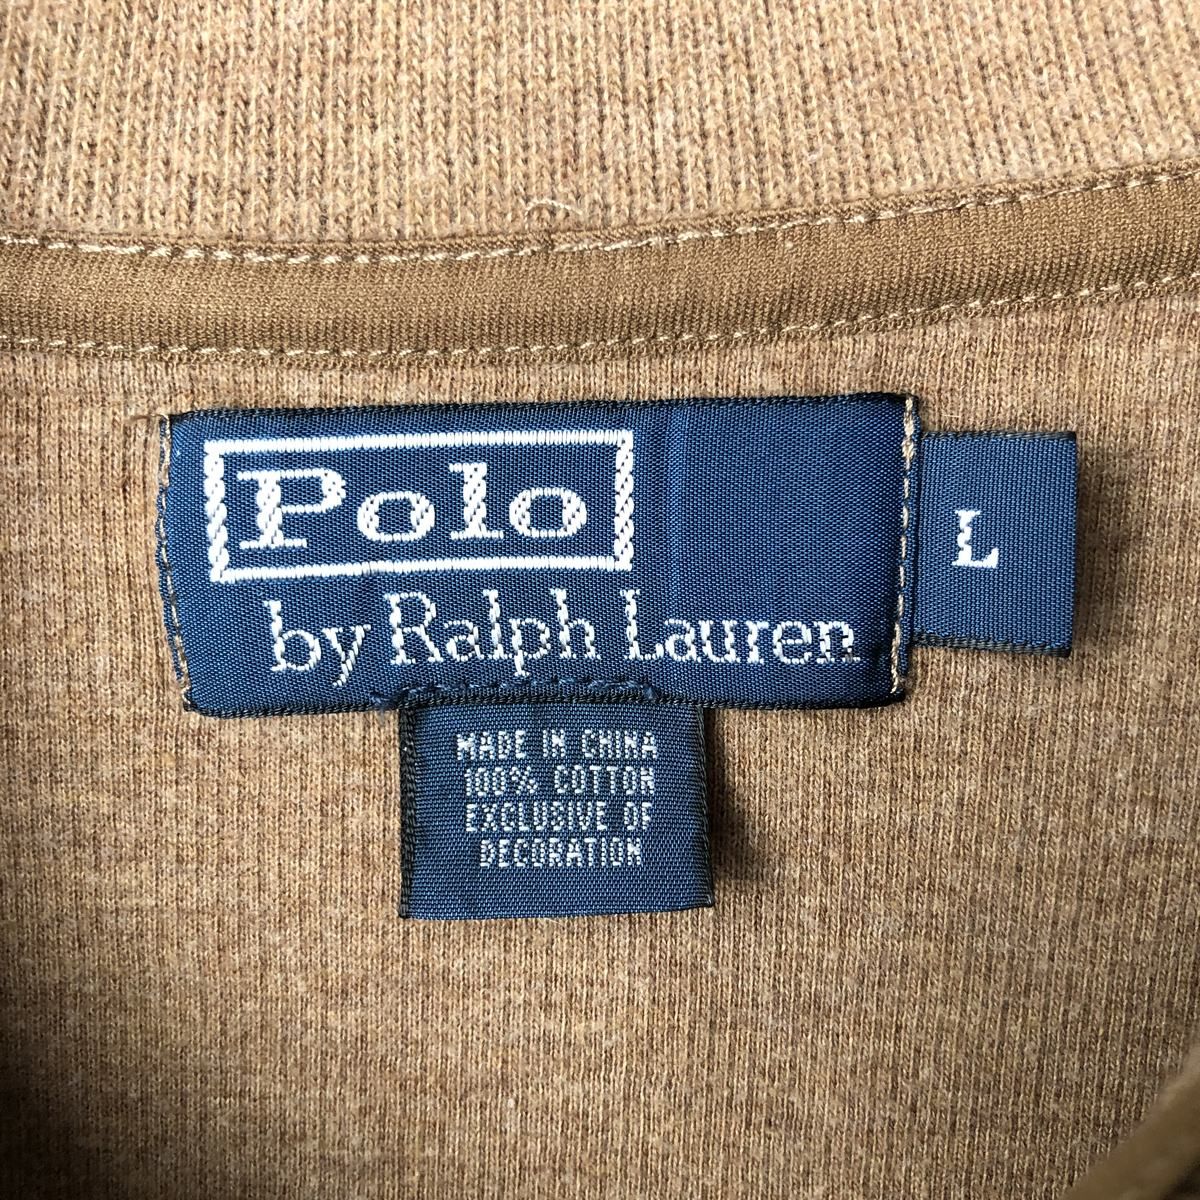 Polo
by Ralph Lauren
L
MADE IN CHINA
100% COTTON
EXCLUSIVE OF
DECORATION